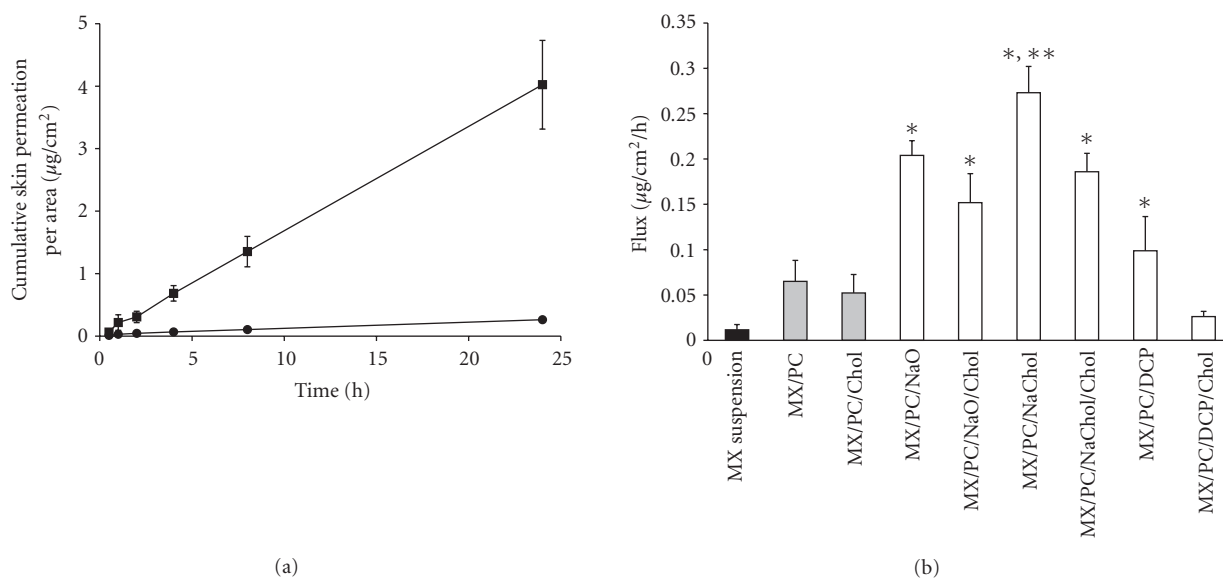 Cumulative skin permeation
per area (μg/cm²)
5
4
3
2
1
0
0
5
10
15
20
25
Time (h)
(a)
Flux (μg/cm²/h)
0.35
0.3
0.25
0.2
0.15
0.1
0.05
0
0
*
*
*, **
*
*
MX suspension
MX/PC
MX/PC/Chol
MX/PC/NaO
MX/PC/NaO/Chol
MX/PC/NaChol
MX/PC/NaChol/Chol
MX/PC/DCP
MX/PC/DCP/Chol
(b)